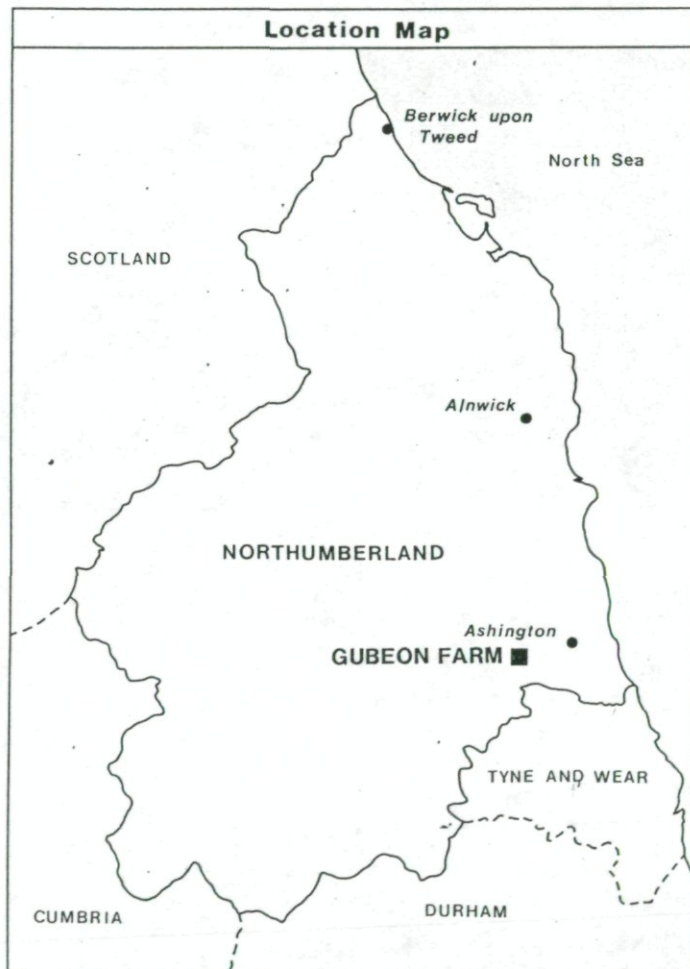 Location Map
Berwick upon
Tweed
North Sea
SCOTLAND
Alnwick
NORTHUMBERLAND
Ashington
GUBEON FARM
TYNE AND WEAR
CUMBRIA
DURHAM